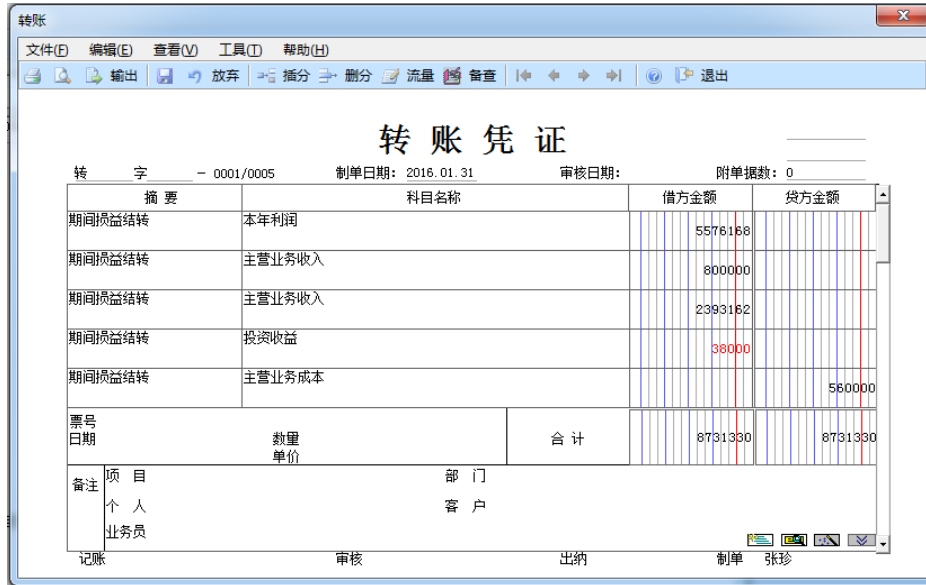 转账
文件(F) 编辑(E) 查看(V) 工具(T) 帮助(H)
输出 放弃 插分 删分 流量 备查 退出
转账凭证
转 字 - 0001/0005 制单日期: 2016.01.31 审核日期: 附单据数: 0
摘要 科目名称 借方金额 贷方金额
期间损益结转 本年利润 5576168
期间损益结转 主营业务收入 800000
期间损益结转 主营业务收入 2393162
期间损益结转 投资收益 38000
期间损益结转 主营业务成本 560000
票号
日期 数量 合计 8731330 8731330
单价
备注 项目 部门
个人 客户
业务员
记账 审核 出纳 制单 张珍